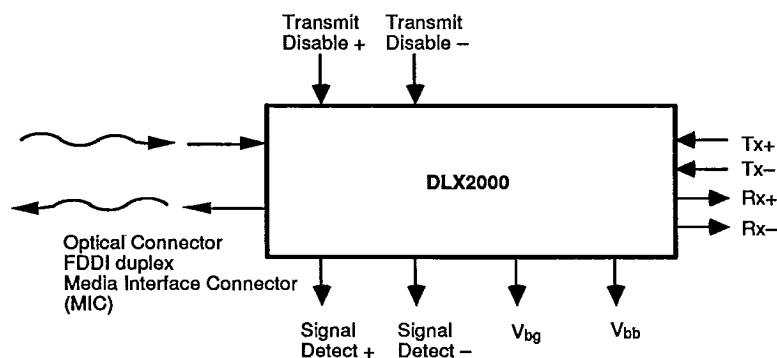 Transmit
Disable +
Transmit
Disable –
DLX2000
Tx+
Tx–
Rx+
Rx–
Optical Connector
FDDI duplex
Media Interface Connector
(MIC)
Signal
Detect +
Signal
Detect –
Vbg
Vbb